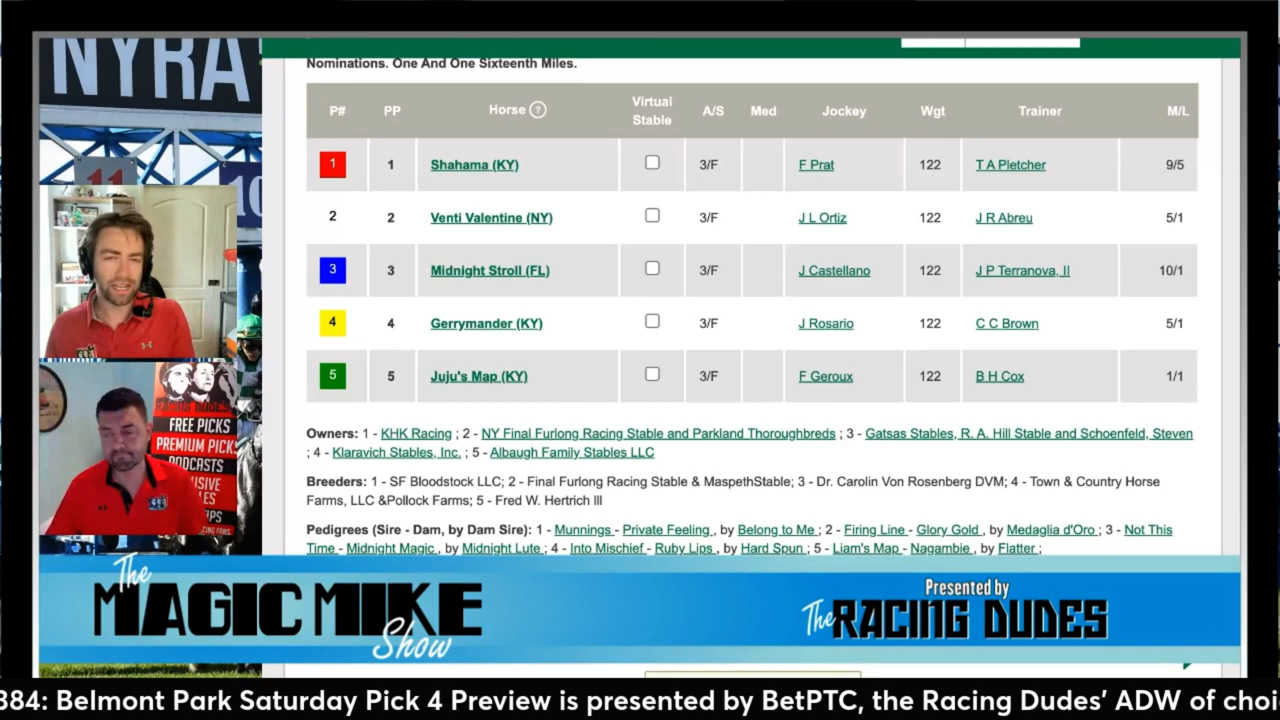 NYRA
11
Nominations. One And One Sixteenth Miles.
P# PP Horse ? Virtual Stable A/S Med Jockey Wgt Trainer M/L
1 1 Shahama (KY) 3/F F Prat 122 T A Pletcher 9/5
2 2 Venti Valentine (NY) 3/F J L Ortiz 122 J R Abreu 5/1
3 3 Midnight Stroll (FL) 3/F J Castellano 122 J P Terranova, II 10/1
4 4 Gerrymander (KY) 3/F J Rosario 122 C C Brown 5/1
5 5 Juju's Map (KY) 3/F F Geroux 122 B H Cox 1/1
Owners: 1 - KHK Racing ; 2 - NY Final Furlong Racing Stable and Parkland Thoroughbreds ; 3 - Gatsas Stables, R. A. Hill Stable and Schoenfeld, Steven
; 4 - Klaravich Stables, Inc. ; 5 - Albaugh Family Stables LLC
Breeders: 1 - SF Bloodstock LLC; 2 - Final Furlong Racing Stable & MaspethStable; 3 - Dr. Carolin Von Rosenberg DVM; 4 - Town & Country Horse
Farms, LLC &Pollock Farms; 5 - Fred W. Hertrich III
Pedigrees (Sire - Dam, by Dam Sire): 1 - Munnings - Private Feeling , by Belong to Me ; 2 - Firing Line - Glory Gold , by Medaglia d'Oro ; 3 - Not This
Time - Midnight Magic , by Midnight Lute ; 4 - Into Mischief - Ruby Lips , by Hard Spun ; 5 - Liam's Map - Nagambie , by Flatter ;
RACING DUDES
FREE PICKS
PREMIUM PICKS
PODCASTS
The
MAGIC MIKE
Show
Presented by
The RACING DUDES
384: Belmont Park Saturday Pick 4 Preview is presented by BetPTC, the Racing Dudes' ADW of choi